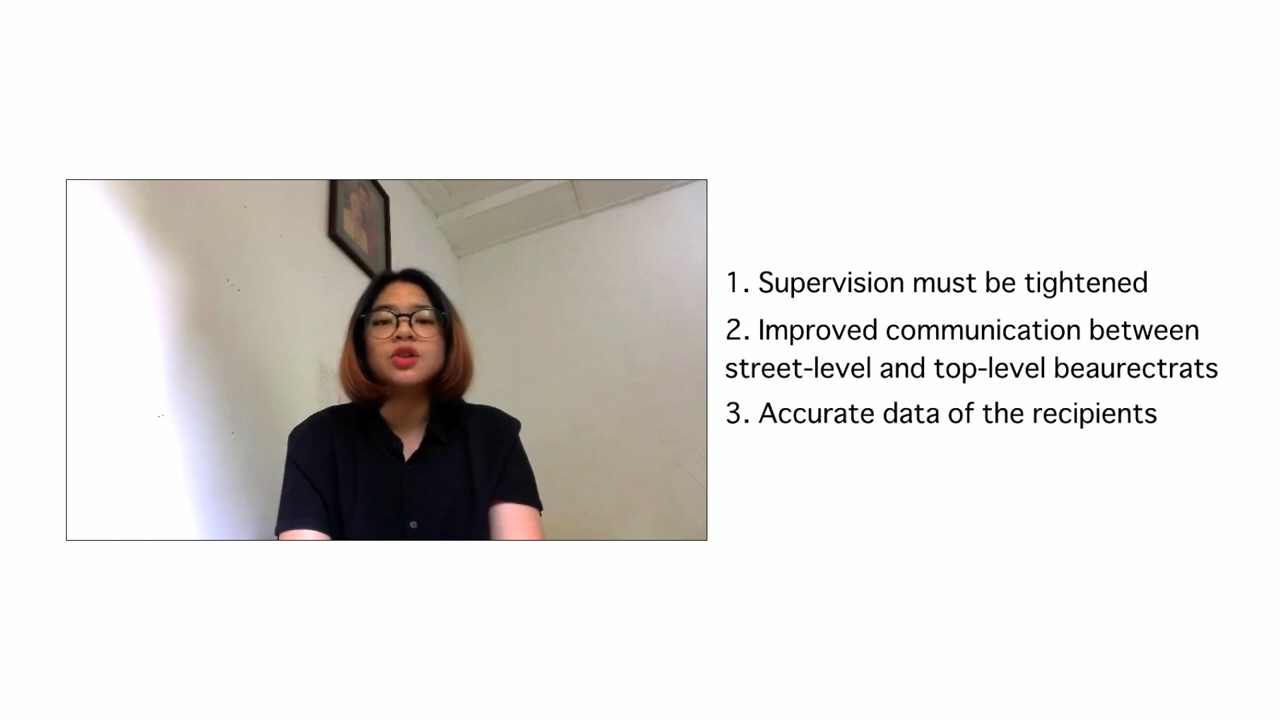 1. Supervision must be tightened
2. Improved communication between
street-level and top-level beaurectrats
3. Accurate data of the recipients